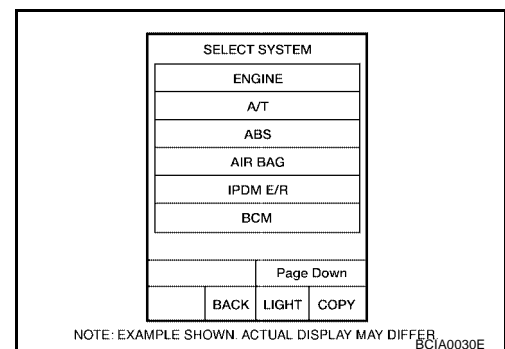 SELECT SYSTEM
ENGINE
A/T
ABS
AIR BAG
IPDM E/R
BCM
Page Down
BACK LIGHT COPY
NOTE: EXAMPLE SHOWN. ACTUAL DISPLAY MAY DIFFER.
BCIA0030E